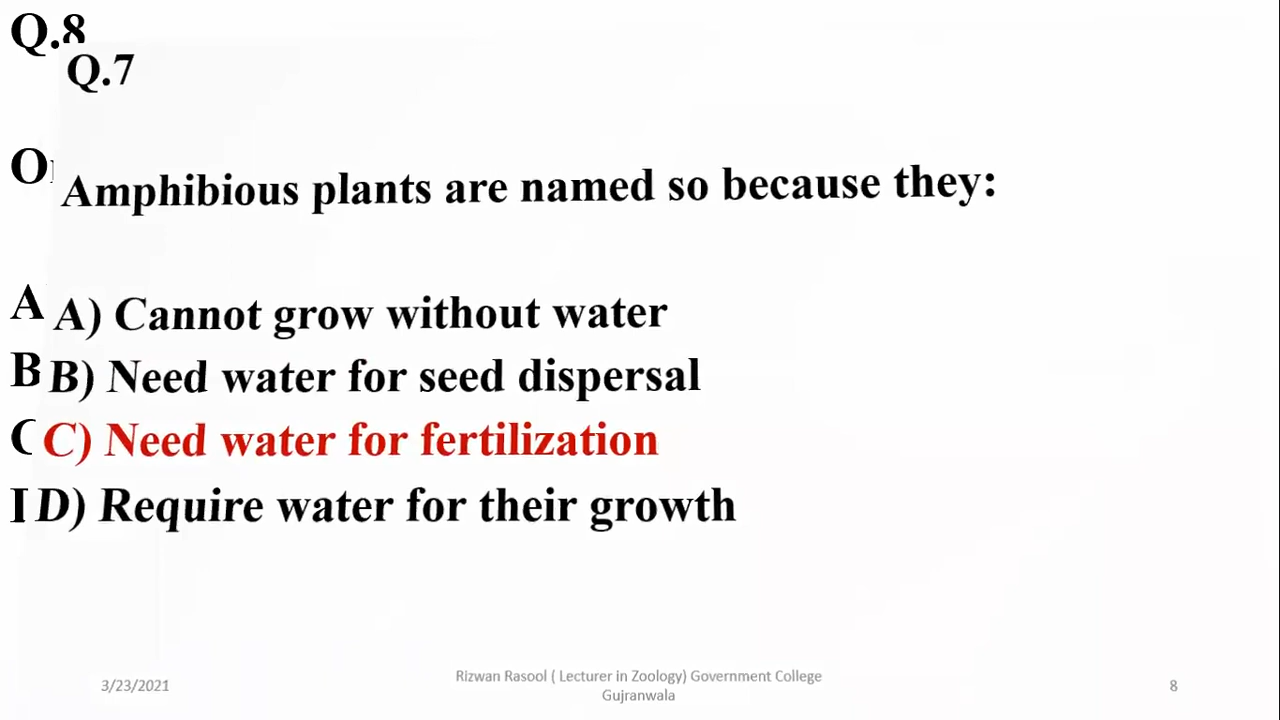 Q.8
Q.7
Amphibious plants are named so because they:
A
A) Cannot grow without water
B
B) Need water for seed dispersal
C) Need water for fertilization
D) Require water for their growth
3/23/2021
Rizwan Rasool ( Lecturer in Zoology) Government College
Gujranwala
8